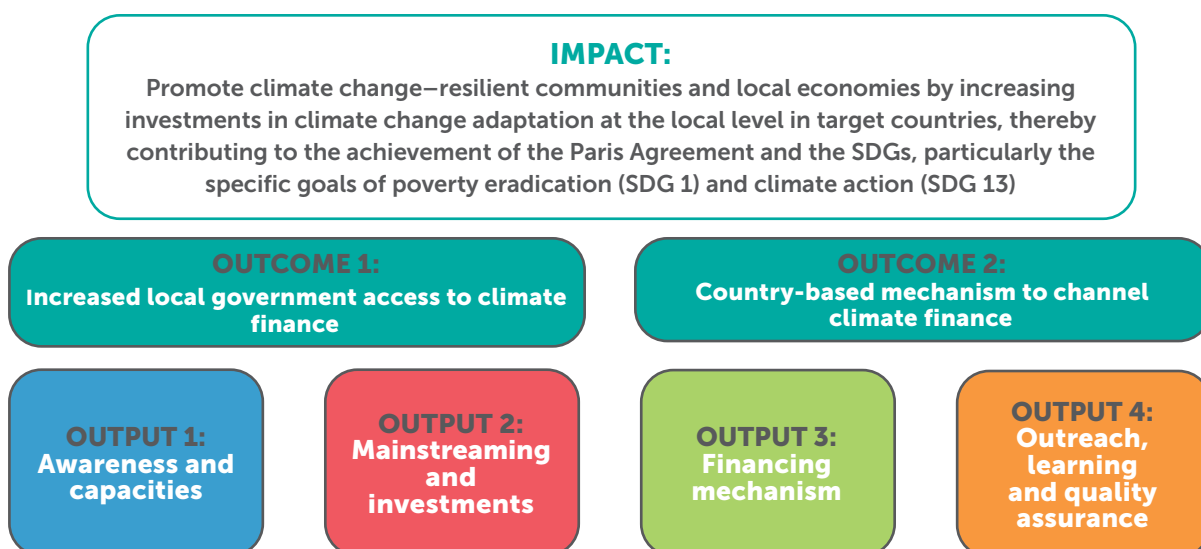 IMPACT:
Promote climate change–resilient communities and local economies by increasing
investments in climate change adaptation at the local level in target countries, thereby
contributing to the achievement of the Paris Agreement and the SDGs, particularly the
specific goals of poverty eradication (SDG 1) and climate action (SDG 13)
OUTCOME 1:
Increased local government access to climate
finance
OUTCOME 2:
Country-based mechanism to channel
climate finance
OUTPUT 1:
Awareness and
capacities
OUTPUT 2:
Mainstreaming
and
investments
OUTPUT 3:
Financing
mechanism
OUTPUT 4:
Outreach,
learning
and quality
assurance